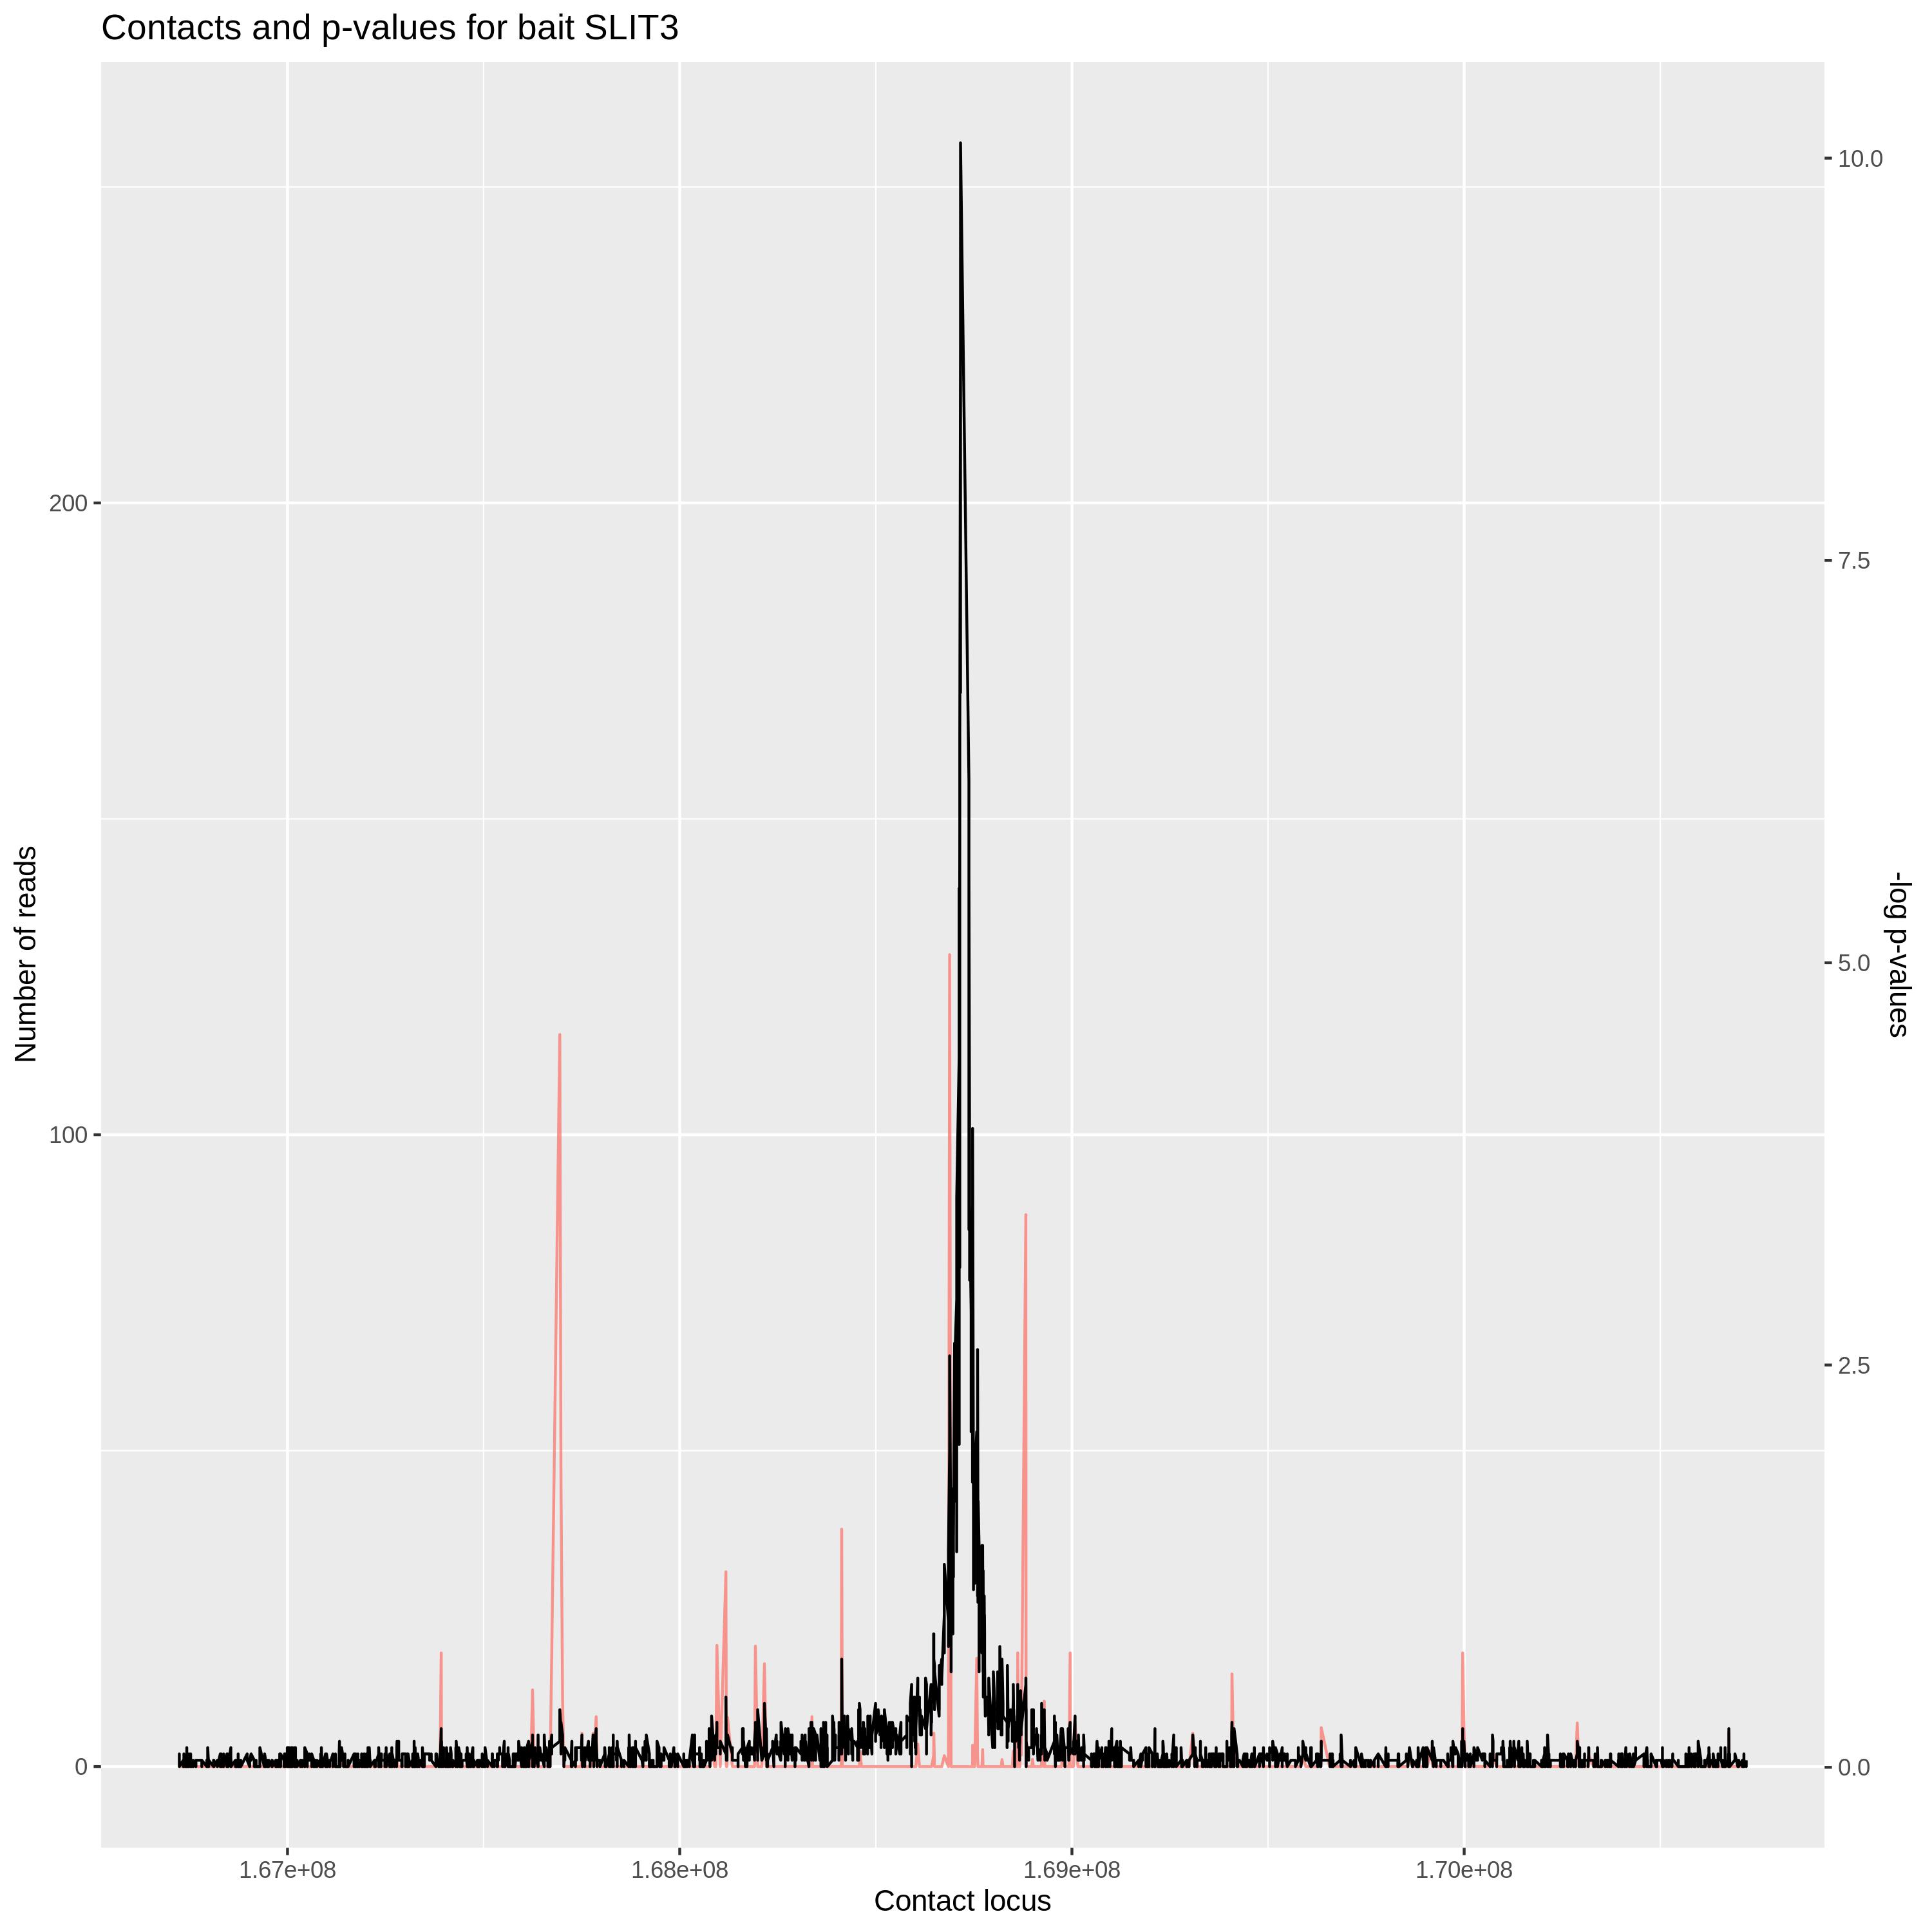 Contacts and p-values for bait SLIT3
Number of reads
200
100
0
10.0
7.5
5.0
2.5
0.0
-log p-values
1.67e+08 1.68e+08 1.69e+08 1.70e+08
Contact locus